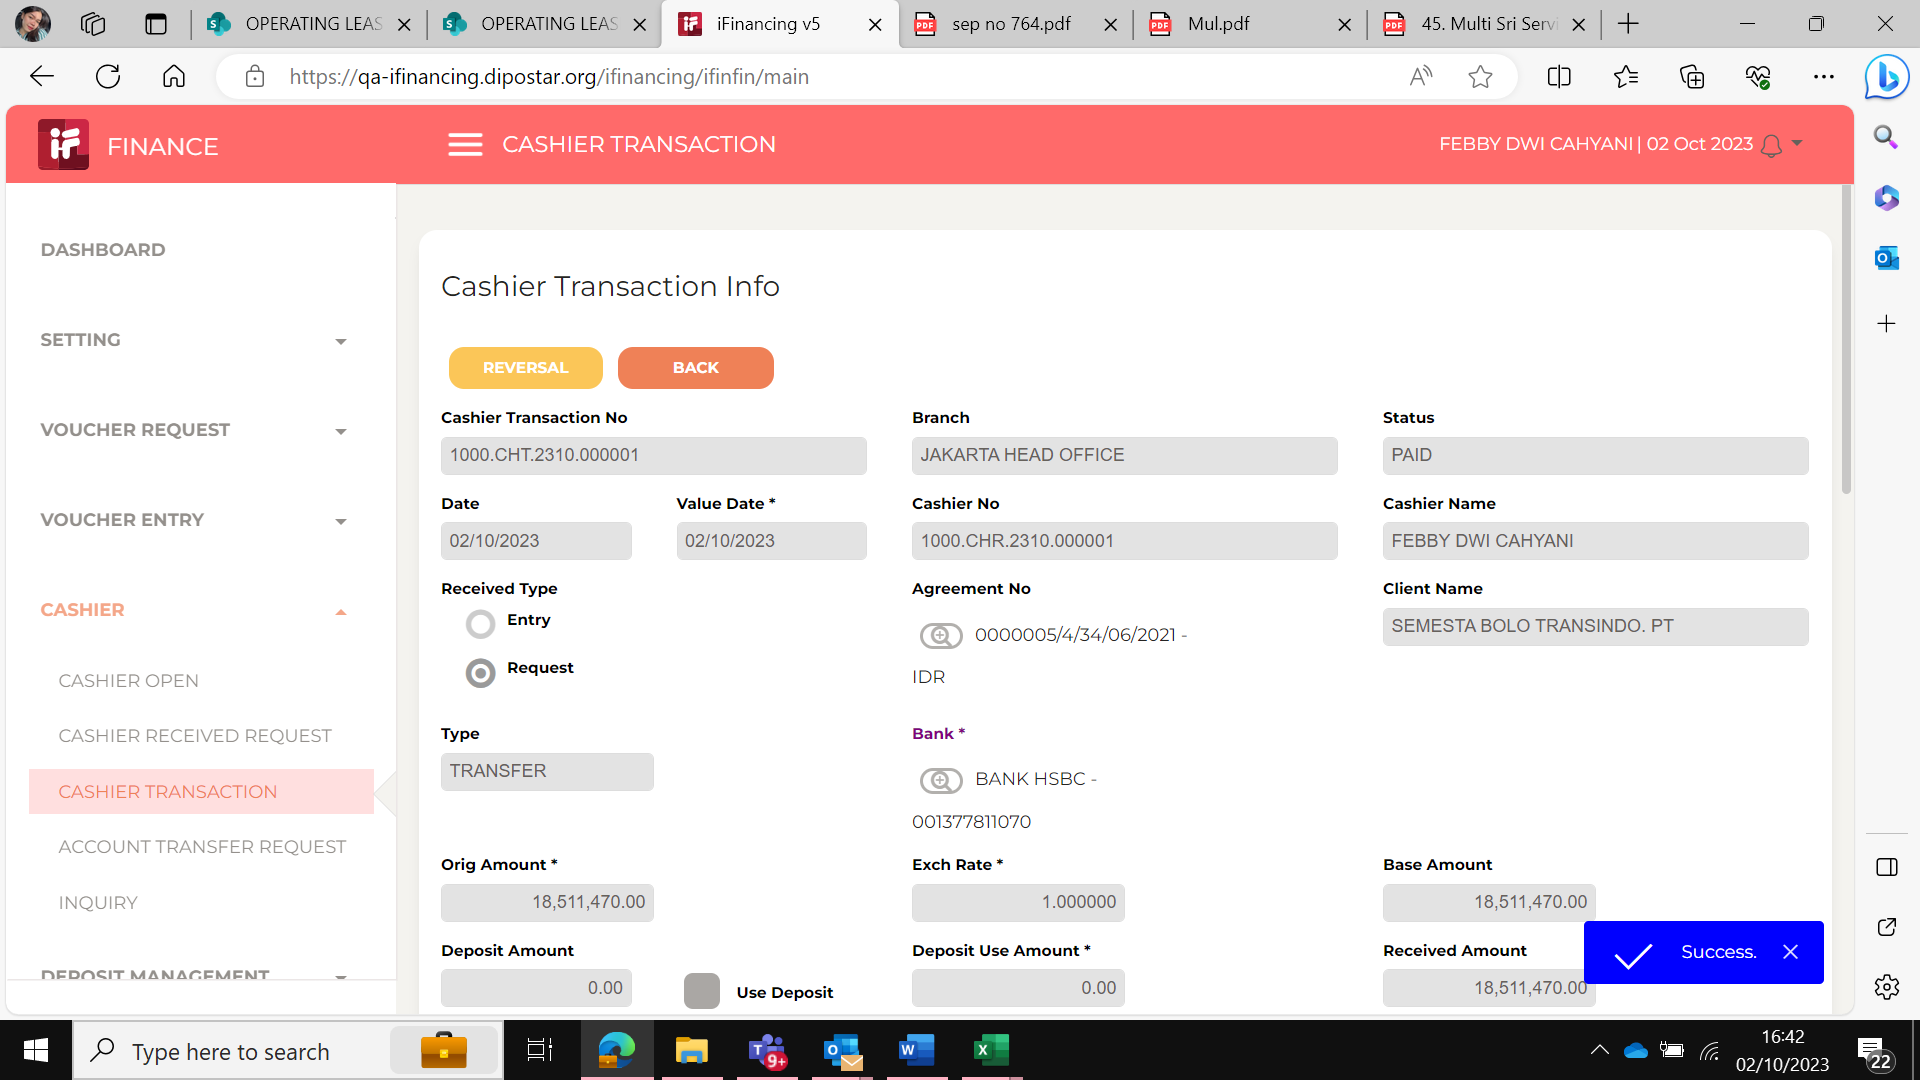 OPERATING LEAS
OPERATING LEAS
iFinancing v5
sep no 764.pdf
Mul.pdf
45. Multi Sri Servi
https://qa-ifinancing.dipostar.org/ifinancing/ifinfin/main
iF FINANCE
CASHIER TRANSACTION
FEBBY DWI CAHYANI | 02 Oct 2023
DASHBOARD
SETTING
VOUCHER REQUEST
VOUCHER ENTRY
CASHIER
CASHIER OPEN
CASHIER RECEIVED REQUEST
CASHIER TRANSACTION
ACCOUNT TRANSFER REQUEST
INQUIRY
DEPOSIT MANAGEMENT
Cashier Transaction Info
REVERSAL BACK
Cashier Transaction No Branch Status
1000.CHT.2310.000001 JAKARTA HEAD OFFICE PAID
Date Value Date * Cashier No Cashier Name
02/10/2023 02/10/2023 1000.CHR.2310.000001 FEBBY DWI CAHYANI
Received Type Agreement No Client Name
Entry 0000005/4/34/06/2021 - SEMESTA BOLO TRANSINDO. PT
Request IDR
Type Bank *
TRANSFER BANK HSBC -
001377811070
Orig Amount * Exch Rate * Base Amount
18,511,470.00 1.000000 18,511,470.00
Deposit Amount Deposit Use Amount * Received Amount
0.00 Use Deposit 0.00 18,511,470.00
Success.
Type here to search
9+
16:42
02/10/2023
22